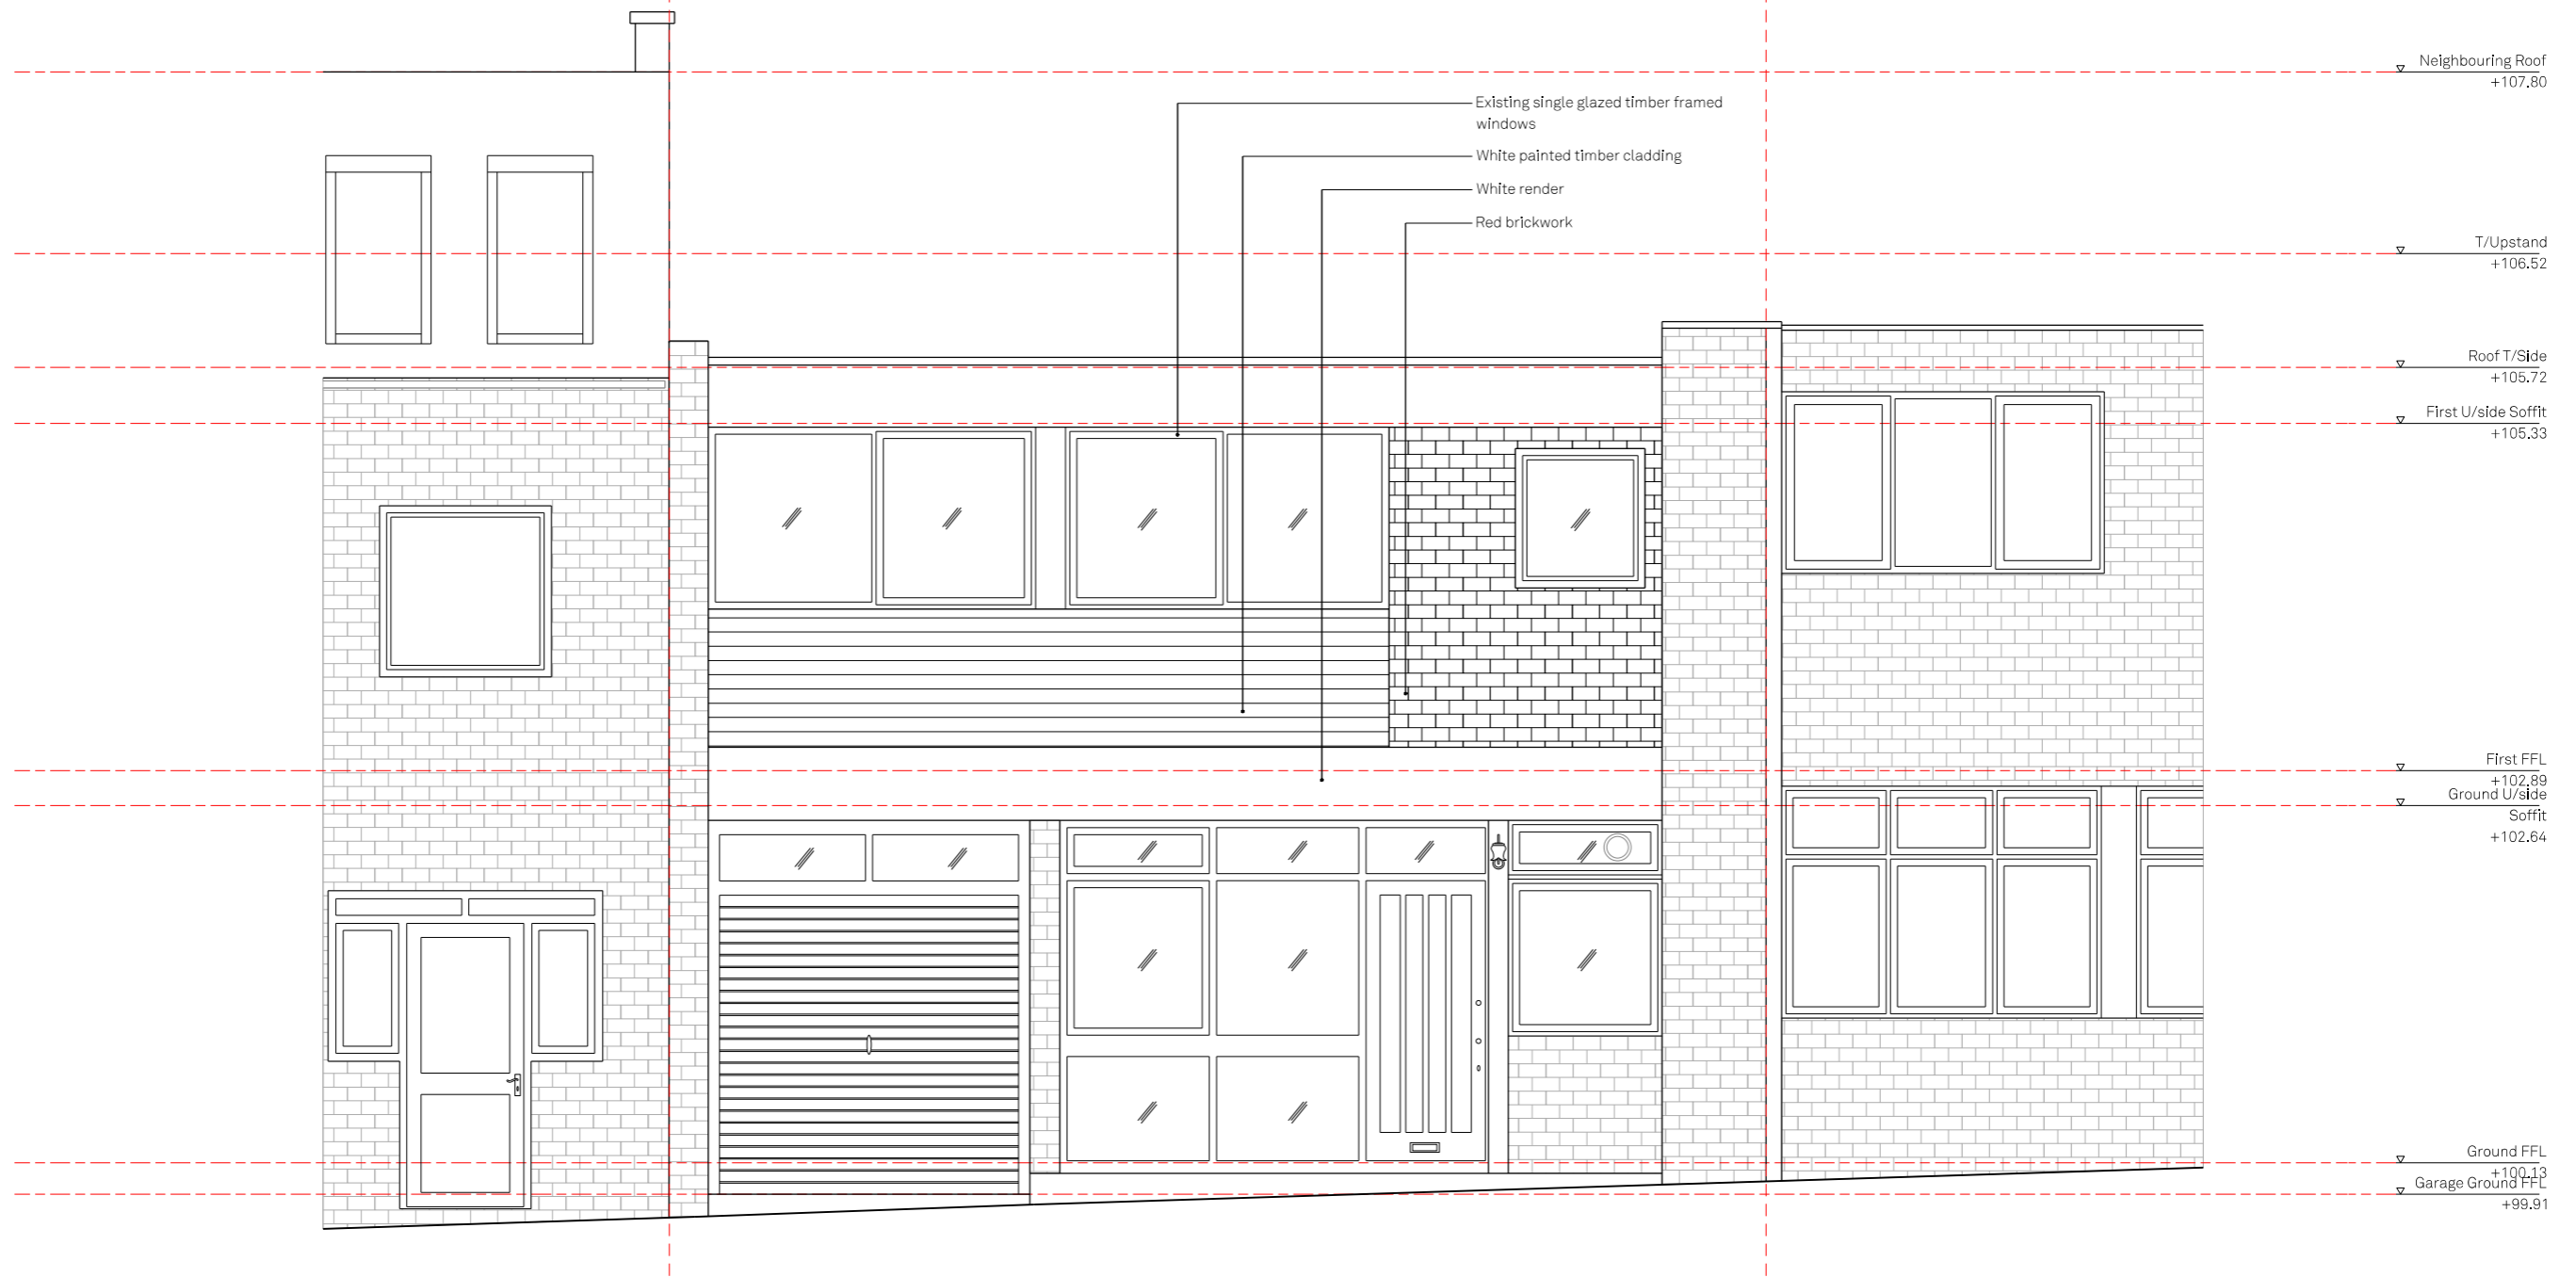 Neighbouring Roof
+107.80
Existing single glazed timber framed
windows
White painted timber cladding
White render
Red brickwork
T/Upstand
+106.52
Roof T/Side
+105.72
First U/side Soffit
+105.33
First FFL
+102.89
Ground U/side
Soffit
+102.64
Ground FFL
+100.13
Garage Ground FFL
+99.91